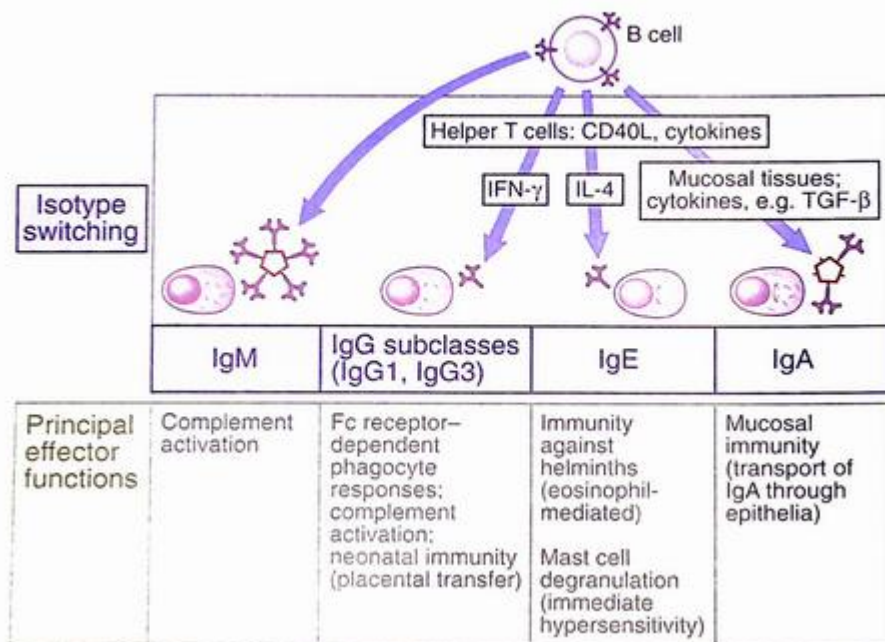 B cell
Helper T cells: CD40L, cytokines
IFN-γ
IL-4
Mucosal tissues;
cytokines, e.g. TGF-β
Isotype
switching
IgM
IgG subclasses
(IgG1, IgG3)
IgE
IgA
Principal
effector
functions
Complement
activation
Fc receptor–
dependent
phagocyte
responses;
complement
activation;
neonatal immunity
(placental transfer)
Immunity
against
helminths
(eosinophil-
mediated)
Mast cell
degranulation
(immediate
hypersensitivity)
Mucosal
immunity
(transport of
IgA through
epithelia)